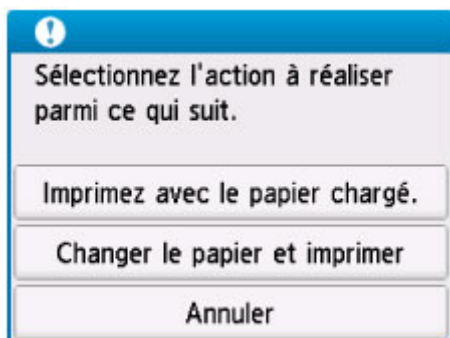 Sélectionnez l'action à réaliser
parmi ce qui suit.
Imprimez avec le papier chargé.
Changer le papier et imprimer
Annuler